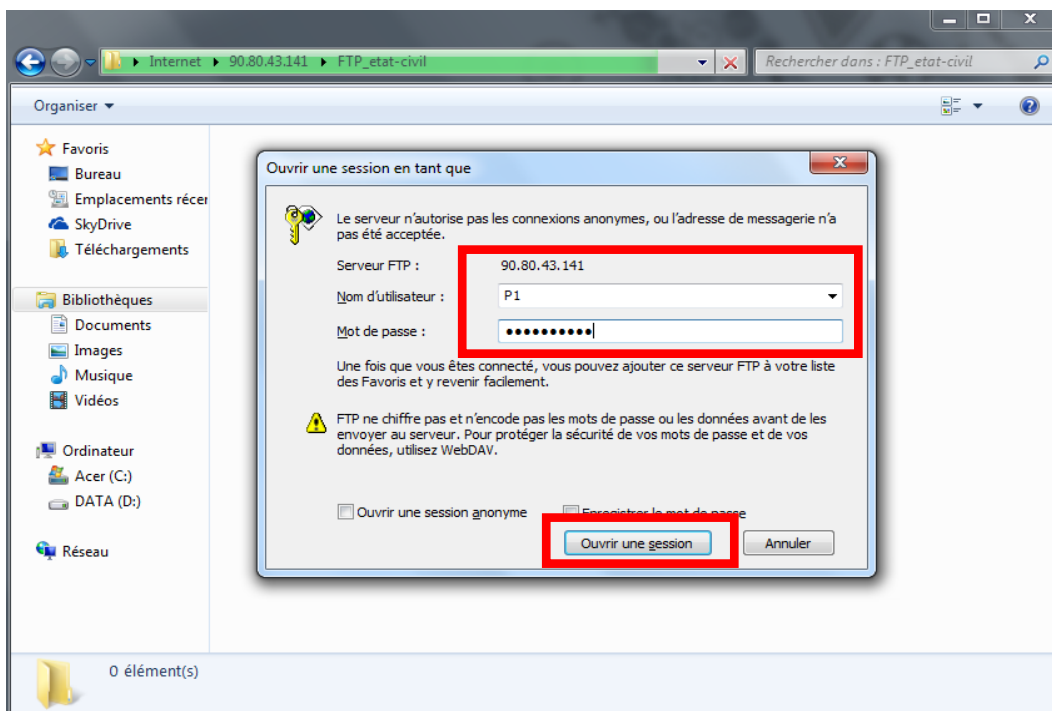 Internet 90.80.43.141 FTP_etat-civil
Rechercher dans : FTP_etat-civil
Organiser
Favoris
Bureau
Emplacements récer
SkyDrive
Téléchargements
Bibliothèques
Documents
Images
Musique
Vidéos
Ordinateur
Acer (C:)
DATA (D:)
Réseau
Ouvrir une session en tant que
Le serveur n'autorise pas les connexions anonymes, ou l'adresse de messagerie n'a
pas été acceptée.
Serveur FTP : 90.80.43.141
Nom d'utilisateur : P1
Mot de passe : ●●●●●●●●●●
Une fois que vous êtes connecté, vous pouvez ajouter ce serveur FTP à votre liste
des Favoris et y revenir facilement.
FTP ne chiffre pas et n'encode pas les mots de passe ou les données avant de les
envoyer au serveur. Pour protéger la sécurité de vos mots de passe et de vos
données, utilisez WebDAV.
Ouvrir une session anonyme
Enregistrer le mot de passe
Ouvrir une session
Annuler
0 élément(s)